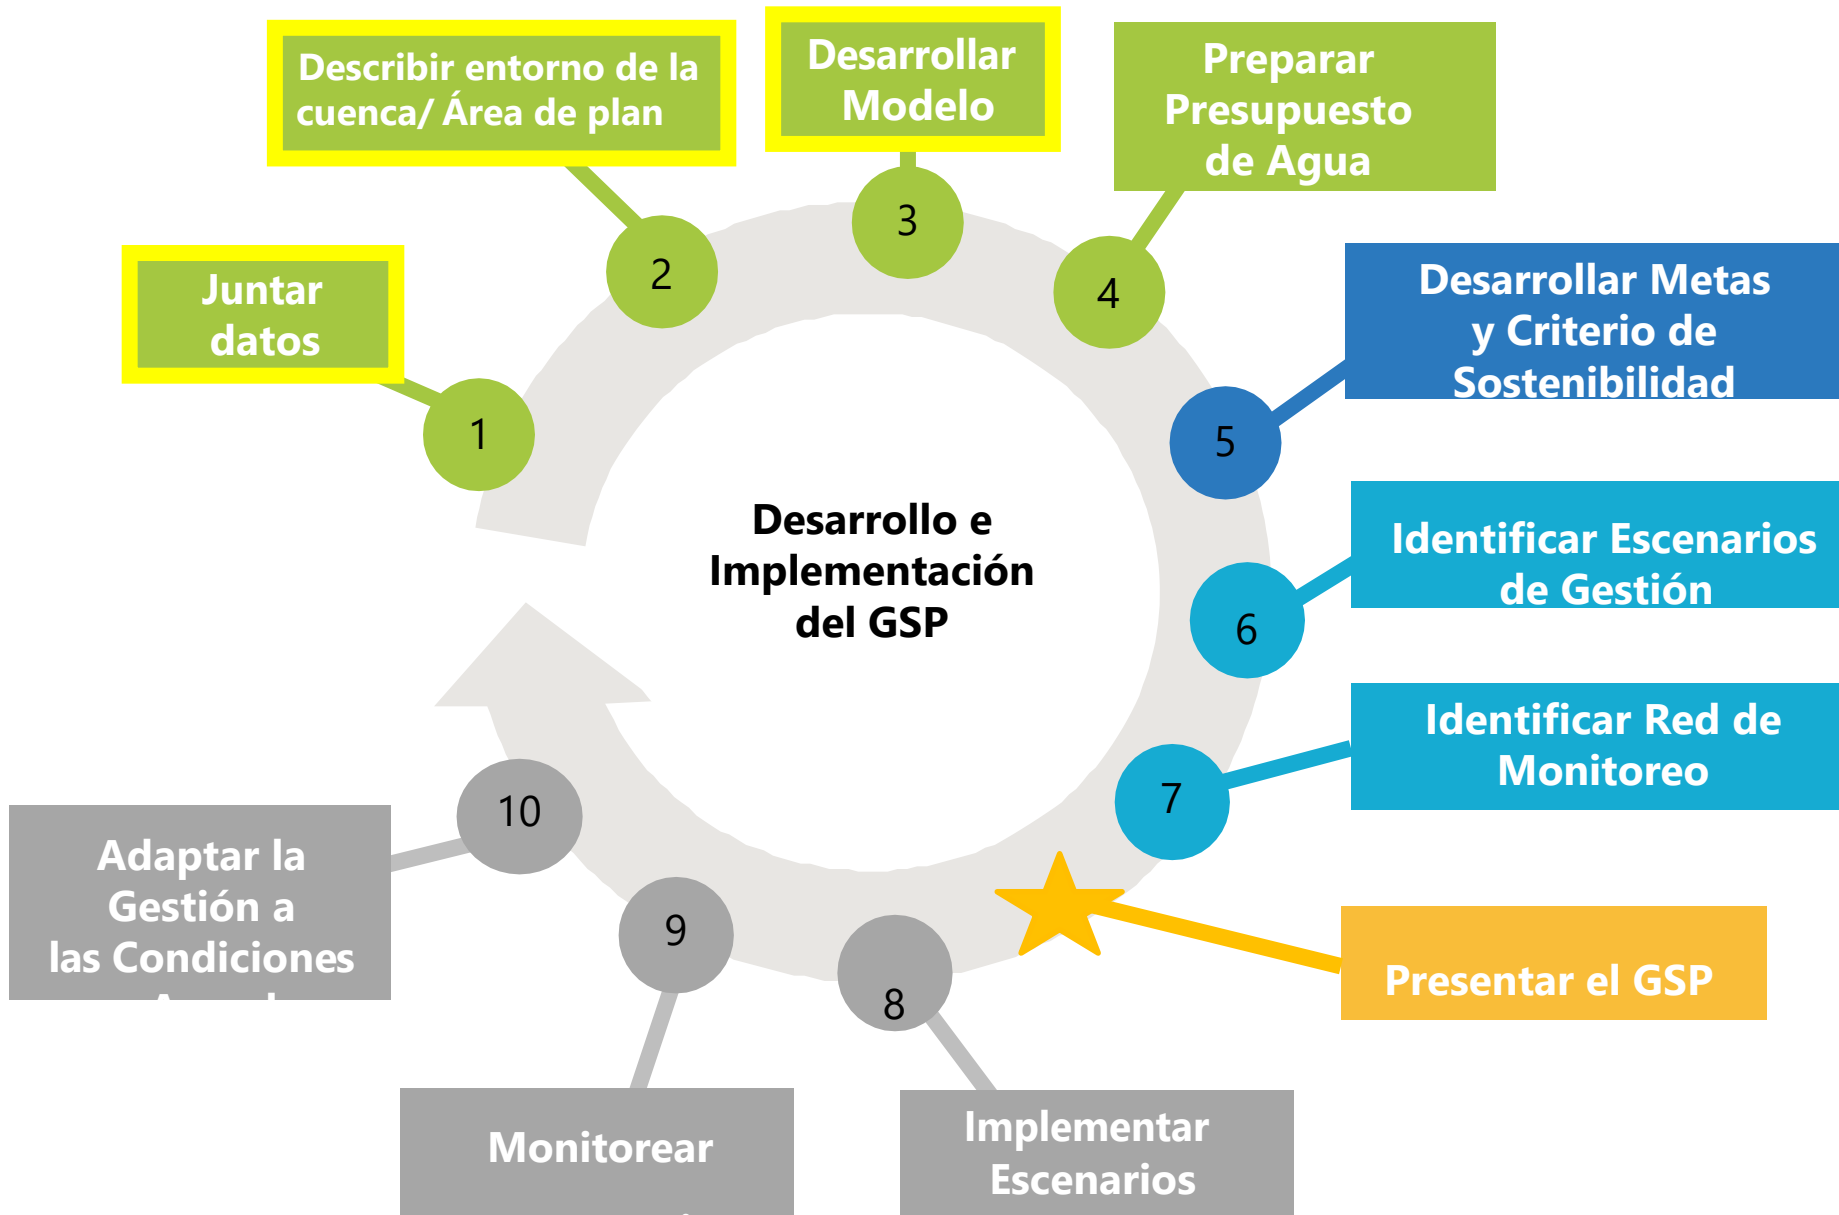 Juntar
datos
1
Describir entorno de la
cuenca/ Área de plan
2
Desarrollar
Modelo
3
Preparar
Presupuesto
de Agua
4
Desarrollar Metas
y Criterio de
Sostenibilidad
5
Identificar Escenarios
de Gestión
6
Identificar Red de
Monitoreo
7
Presentar el GSP
Implementar
Escenarios
8
Monitorear
9
Adaptar la
Gestión a
las Condiciones
10
Desarrollo e
Implementación
del GSP